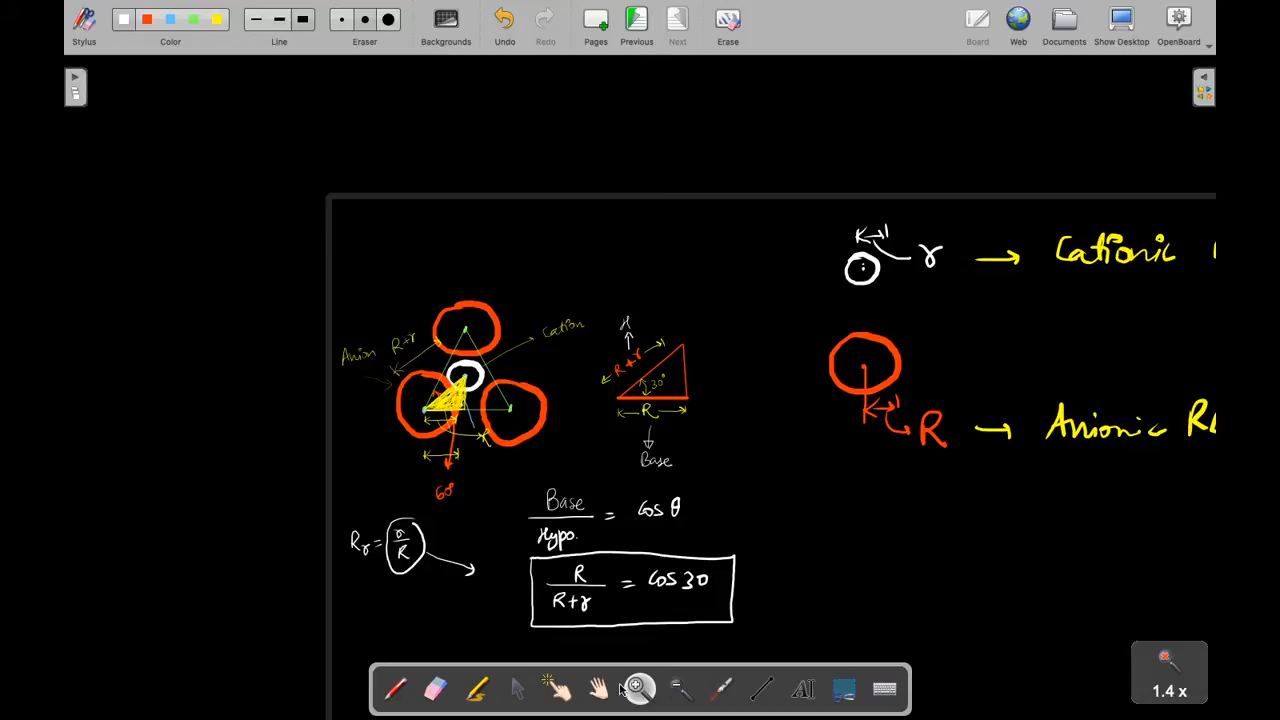 Stylus
Color
Line
Eraser
Backgrounds
Undo
Redo
Pages
Previous
Next
Erase
Board
Web
Documents
Show Desktop
OpenBoard
r → Cationic
Anion R+r
Cation
H
R+r
30°
R
Base
R
60°
R → Anionic
Base
Hypo.
= cos θ
Rr = r/R
R
R+r
= cos 30
1.4 x